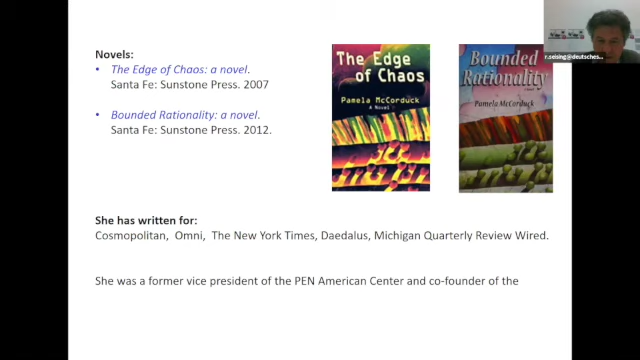 Novels:
• The Edge of Chaos: a novel.
Santa Fe: Sunstone Press. 2007
• Bounded Rationality: a novel.
Santa Fe: Sunstone Press. 2012.
The Edge
of Chaos
Pamela McCorduck
A Novel
Bounded
Rationality
Pamela McCorduck
r.seising@deutsches...
She has written for:
Cosmopolitan, Omni, The New York Times, Daedalus, Michigan Quarterly Review Wired.
She was a former vice president of the PEN American Center and co-founder of the